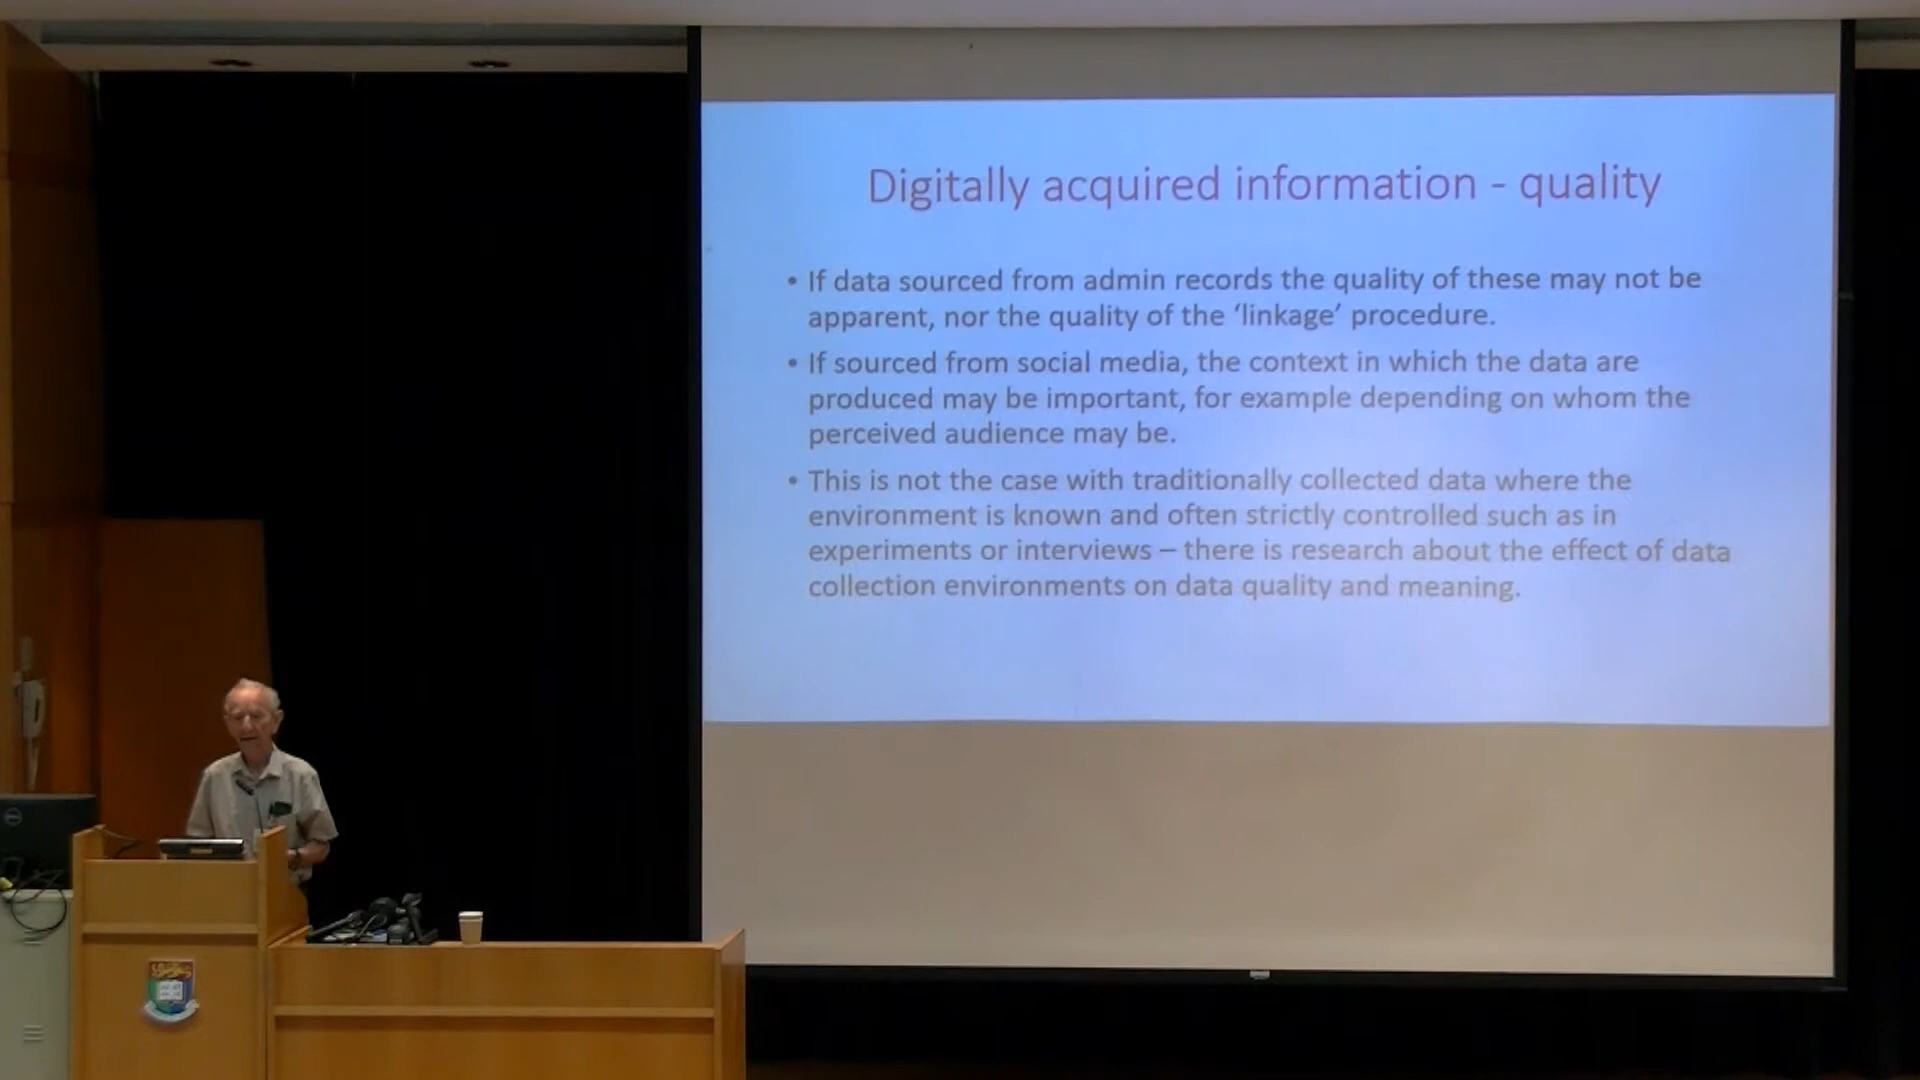 Digitally acquired information - quality
• If data sourced from admin records the quality of these may not be
apparent, nor the quality of the ‘linkage’ procedure.
• If sourced from social media, the context in which the data are
produced may be important, for example depending on whom the
perceived audience may be.
• This is not the case with traditionally collected data where the
environment is known and often strictly controlled such as in
experiments or interviews – there is research about the effect of data
collection environments on data quality and meaning.